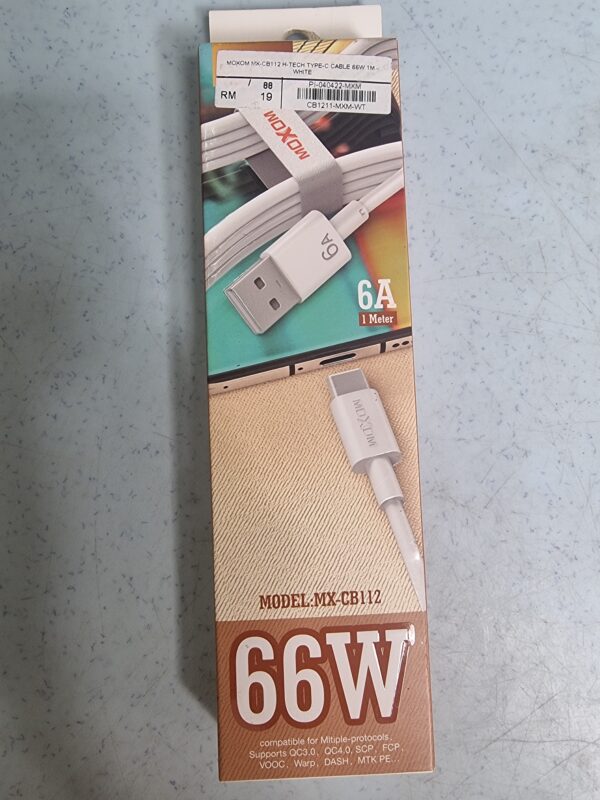 MOXOM MX-CB112 H-TECH TYPE-C CABLE 66W 1M -
WHITE
RM 19 88
PI-040422-MXM
CB1211-MXM-WT
MOXOM
6A
6A
1 Meter
MOXOM
MODEL:MX-CB112
66W
compatible for Mltiple-protocols,
Supports QC3.0, QC4.0, SCP, FCP,
VOOC, Warp, DASH, MTK PE...